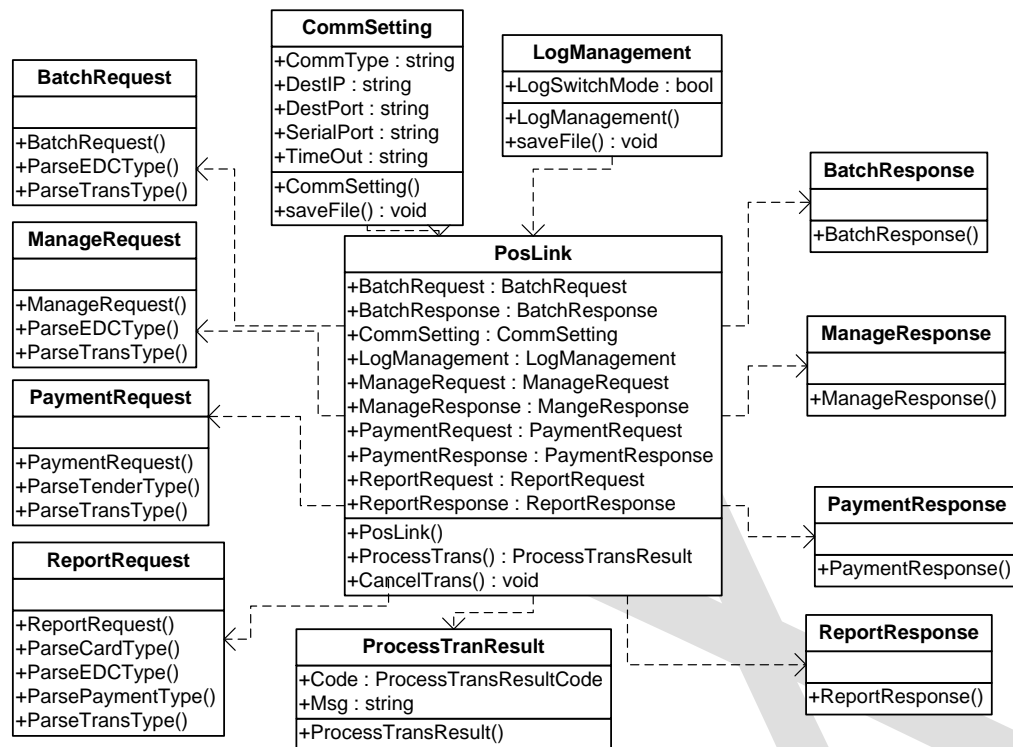 CommSetting
+CommType : string
+DestIP : string
+DestPort : string
+SerialPort : string
+TimeOut : string
+CommSetting()
+saveFile() : void
LogManagement
+LogSwitchMode : bool
+LogManagement()
+saveFile() : void
BatchRequest
+BatchRequest()
+ParseEDCType()
+ParseTransType()
ManageRequest
+ManageRequest()
+ParseEDCType()
+ParseTransType()
PaymentRequest
+PaymentRequest()
+ParseTenderType()
+ParseTransType()
ReportRequest
+ReportRequest()
+ParseCardType()
+ParseEDCType()
+ParsePaymentType()
+ParseTransType()
PosLink
+BatchRequest : BatchRequest
+BatchResponse : BatchResponse
+CommSetting : CommSetting
+LogManagement : LogManagement
+ManageRequest : ManageRequest
+ManageResponse : MangeResponse
+PaymentRequest : PaymentRequest
+PaymentResponse : PaymentResponse
+ReportRequest : ReportRequest
+ReportResponse : ReportResponse
+PosLink()
+ProcessTrans() : ProcessTransResult
+CancelTrans() : void
ProcessTranResult
+Code : ProcessTransResultCode
+Msg : string
+ProcessTransResult()
BatchResponse
+BatchResponse()
ManageResponse
+ManageResponse()
PaymentResponse
+PaymentResponse()
ReportResponse
+ReportResponse()